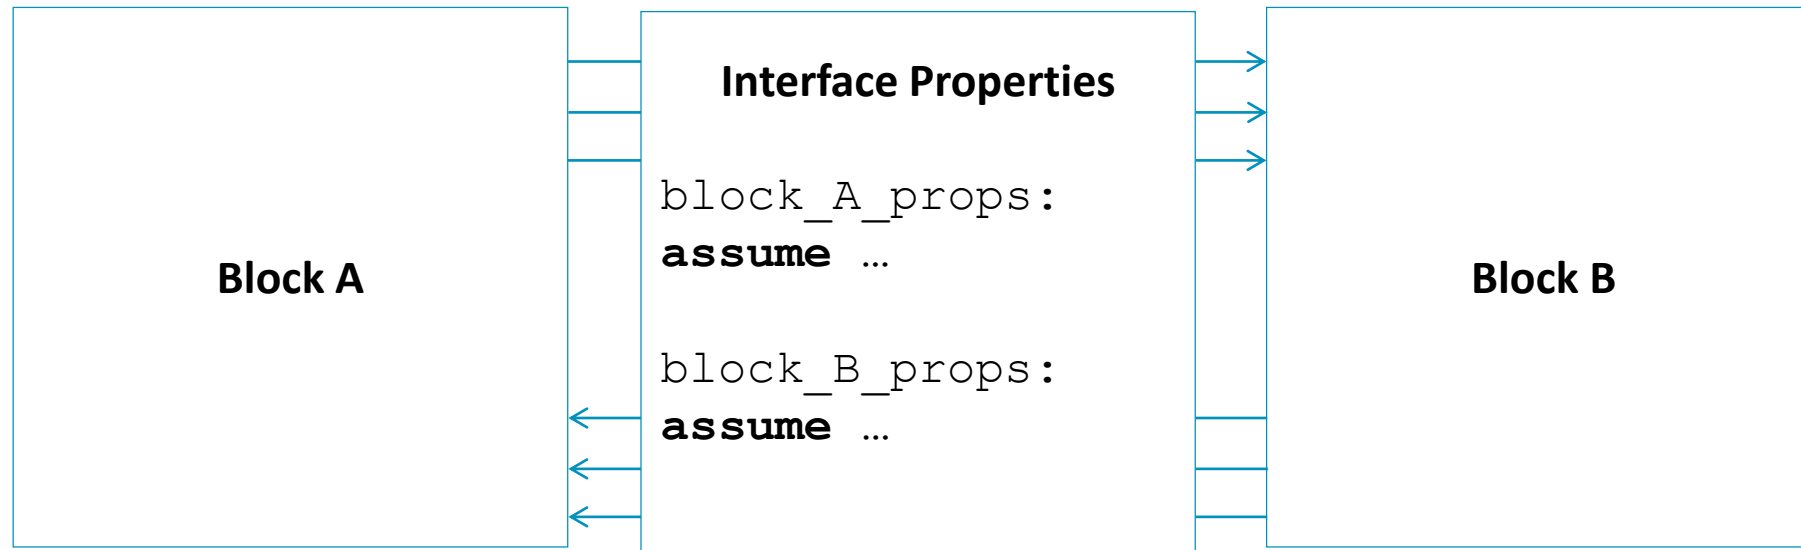 Block A
Interface Properties
block_A_props:
assume …
block_B_props:
assume …
Block B